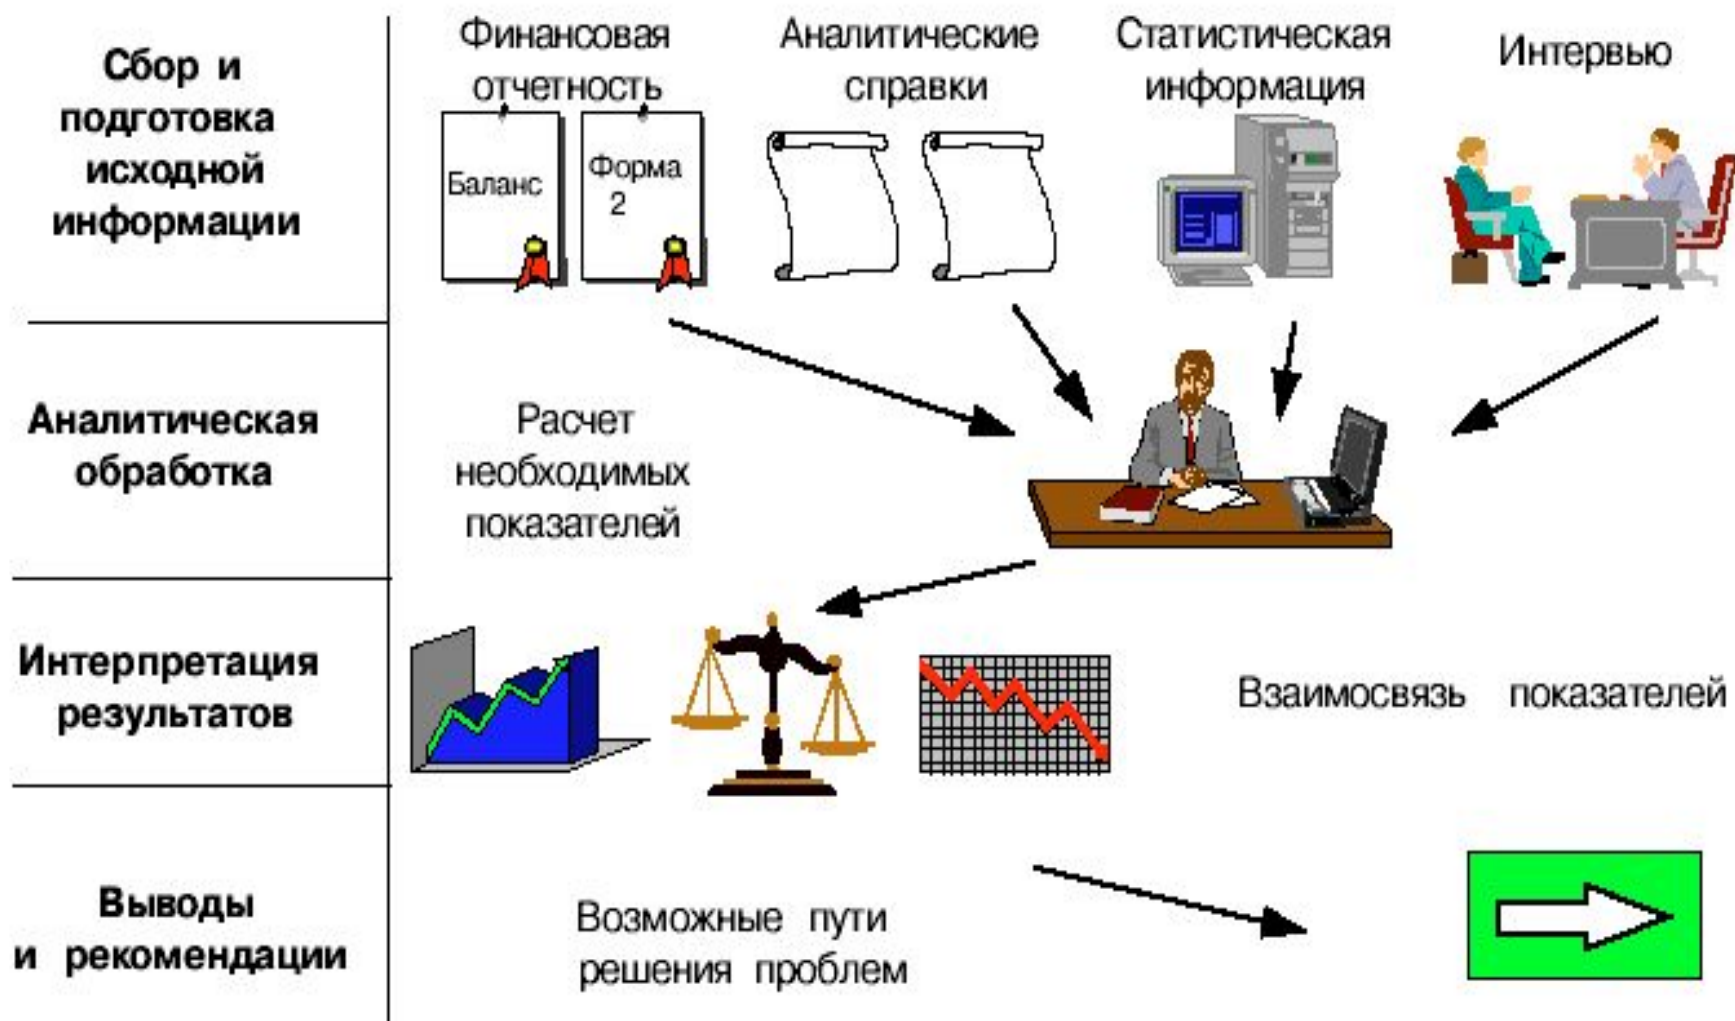 Сбор и
подготовка
исходной
информации
Финансовая
отчетность
Баланс
Форма
2
Аналитические
справки
Статистическая
информация
Интервью
Аналитическая
обработка
Расчет
необходимых
показателей
Интерпретация
результатов
Взаимосвязь показателей
Выводы
и рекомендации
Возможные пути
решения проблем